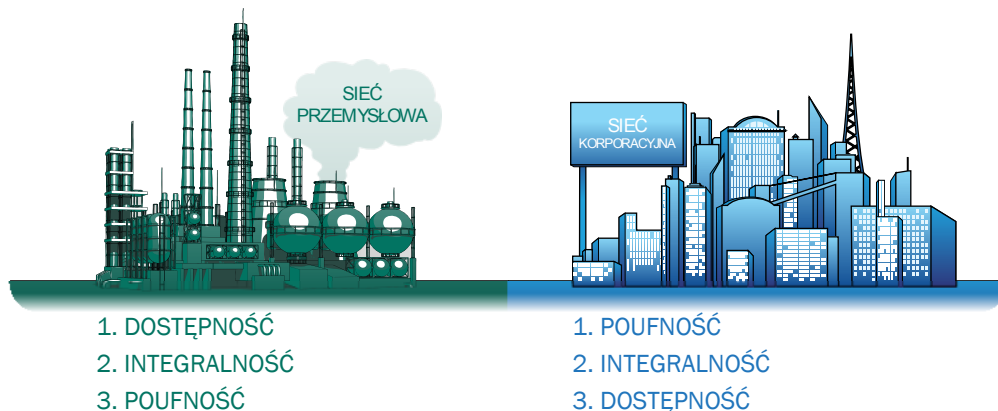 SIEĆ
PRZEMYSŁOWA
SIEĆ
KORPORACYJNA
1. DOSTĘPNOŚĆ
2. INTEGRALNOŚĆ
3. POUFNOŚĆ
1. POUFNOŚĆ
2. INTEGRALNOŚĆ
3. DOSTĘPNOŚĆ